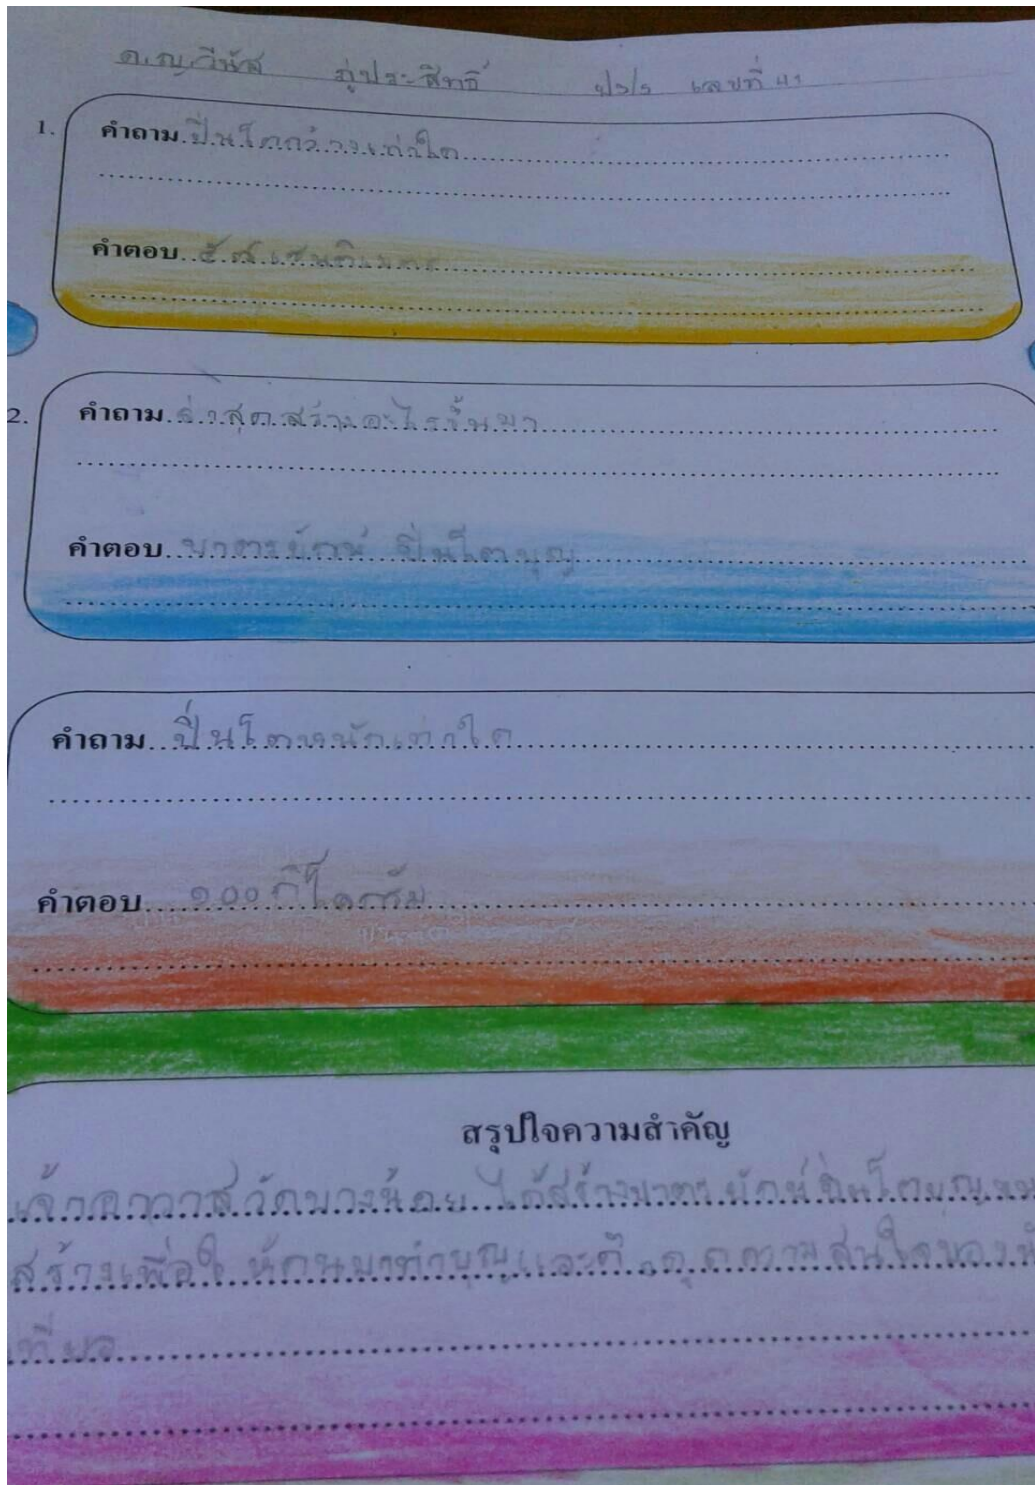 ด.ญ.วีนัส ภู่ประสิทธิ์ ป๖/๖ เลขที่ 41
1.
คำถาม ปิ่นโตกว้างเท่าใด
คำตอบ ๕๗ เซนติเมตร
2.
คำถาม ล่าสุดสร้างอะไรขึ้นมา
คำตอบ บาตรยักษ์ ปิ่นโตบุญ
คำถาม ปิ่นโตหนักเท่าใด
คำตอบ ๑๐๐ กิโลกรัม
สรุปใจความสำคัญ
เจ้าอาวาสวัดบางน้อย ได้สร้างบาตรยักษ์ ปิ่นโตบุญ
สร้างเพื่อให้คนมาทำบุญและดึงดูดความสนใจของ
เที่ยว